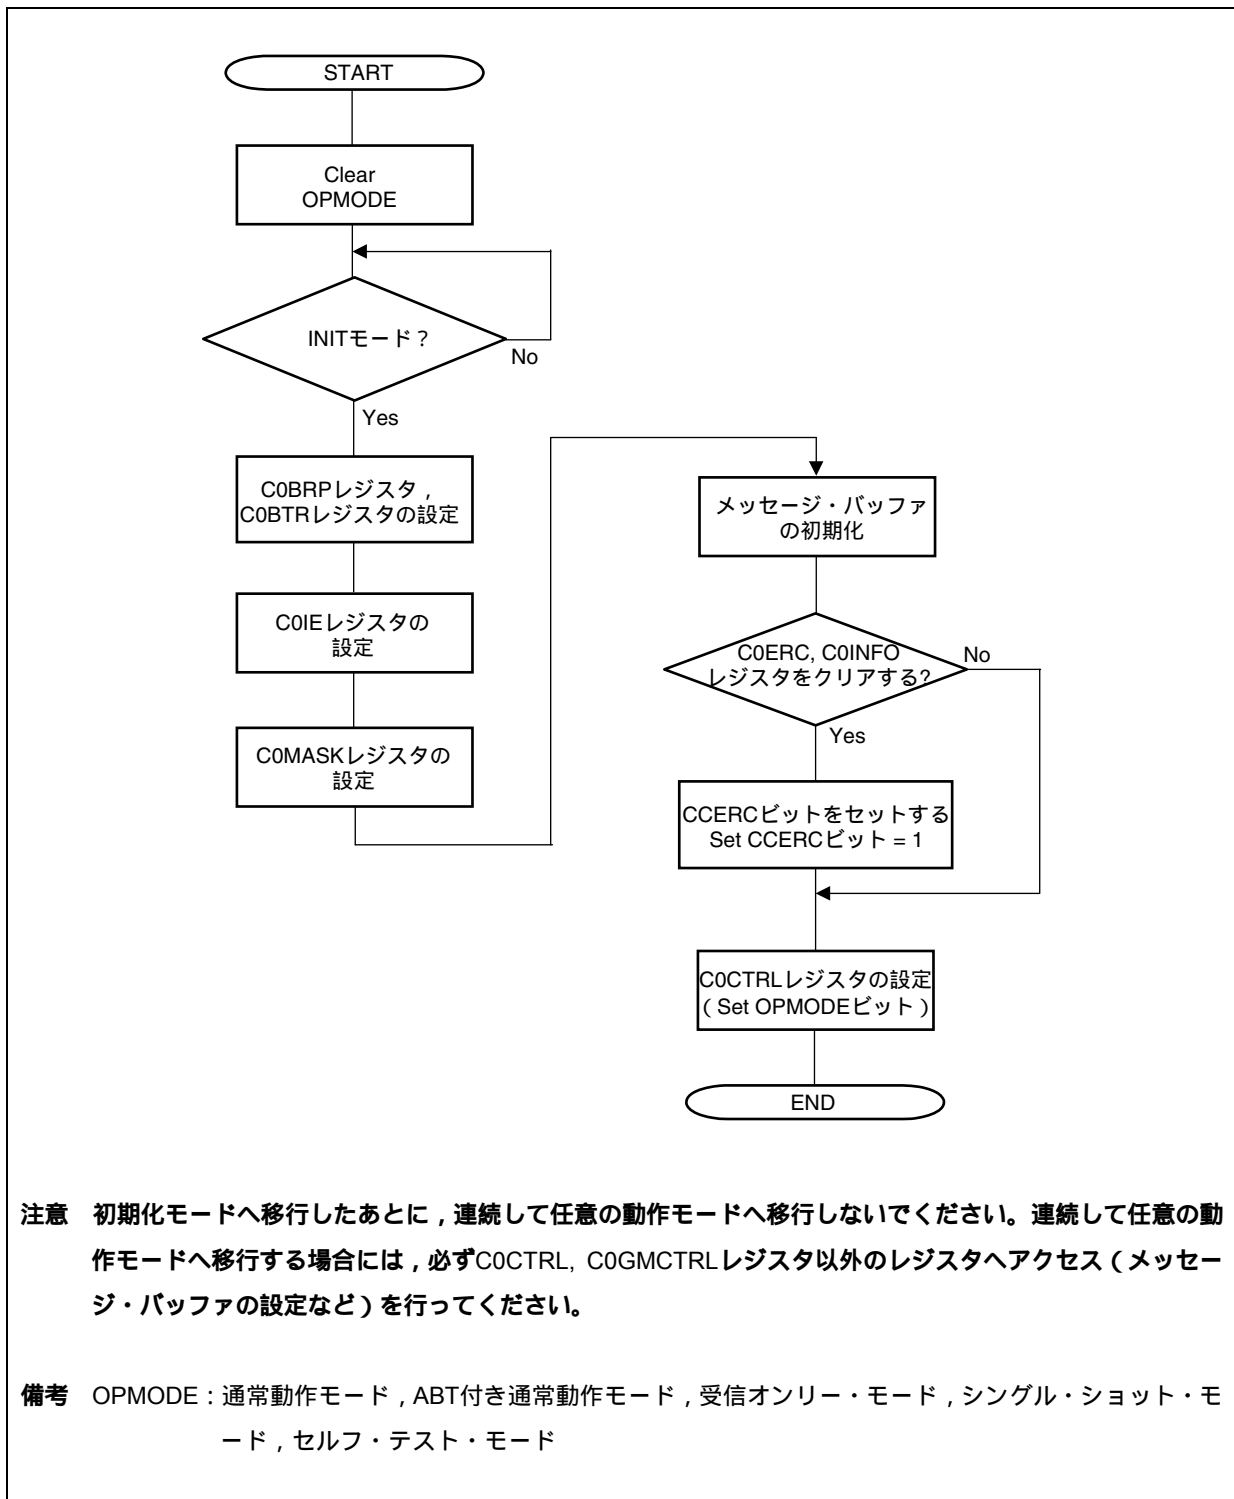 START
Clear
OPMODE
INITモード？
No
Yes
C0BRPレジスタ，
C0BTRレジスタの設定
C0IEレジスタの
設定
C0MASKレジスタの
設定
メッセージ・バッファ
の初期化
C0ERC, C0INFO
レジスタをクリアする?
No
Yes
CCERCビットをセットする
Set CCERCビット = 1
C0CTRLレジスタの設定
（Set OPMODEビット）
END
注意　初期化モードへ移行したあとに，連続して任意の動作モードへ移行しないでください。連続して任意の動
作モードへ移行する場合には，必ずC0CTRL, C0GMCTRLレジスタ以外のレジスタへアクセス（メッセー
ジ・バッファの設定など）を行ってください。
備考　OPMODE：通常動作モード，ABT付き通常動作モード，受信オンリー・モード，シングル・ショット・モ
ード，セルフ・テスト・モード